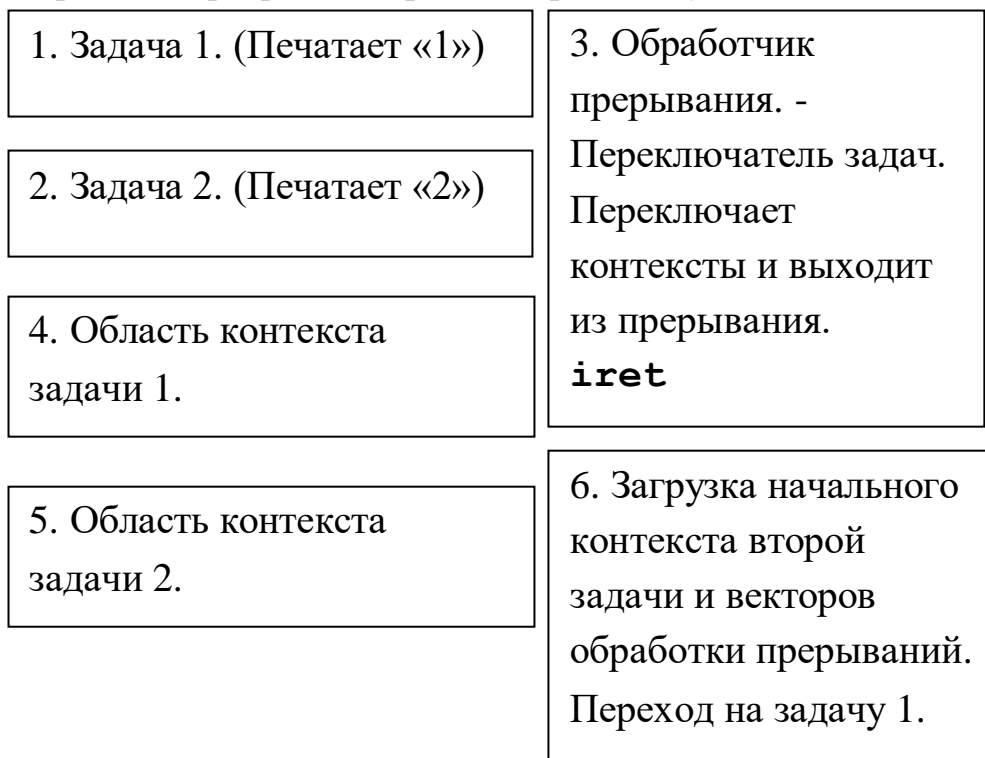 1. Задача 1. (Печатает «1»)
2. Задача 2. (Печатает «2»)
3. Обработчик
прерывания. -
Переключатель задач.
Переключает
контексты и выходит
из прерывания.
iret
4. Область контекста
задачи 1.
5. Область контекста
задачи 2.
6. Загрузка начального
контекста второй
задачи и векторов
обработки прерываний.
Переход на задачу 1.